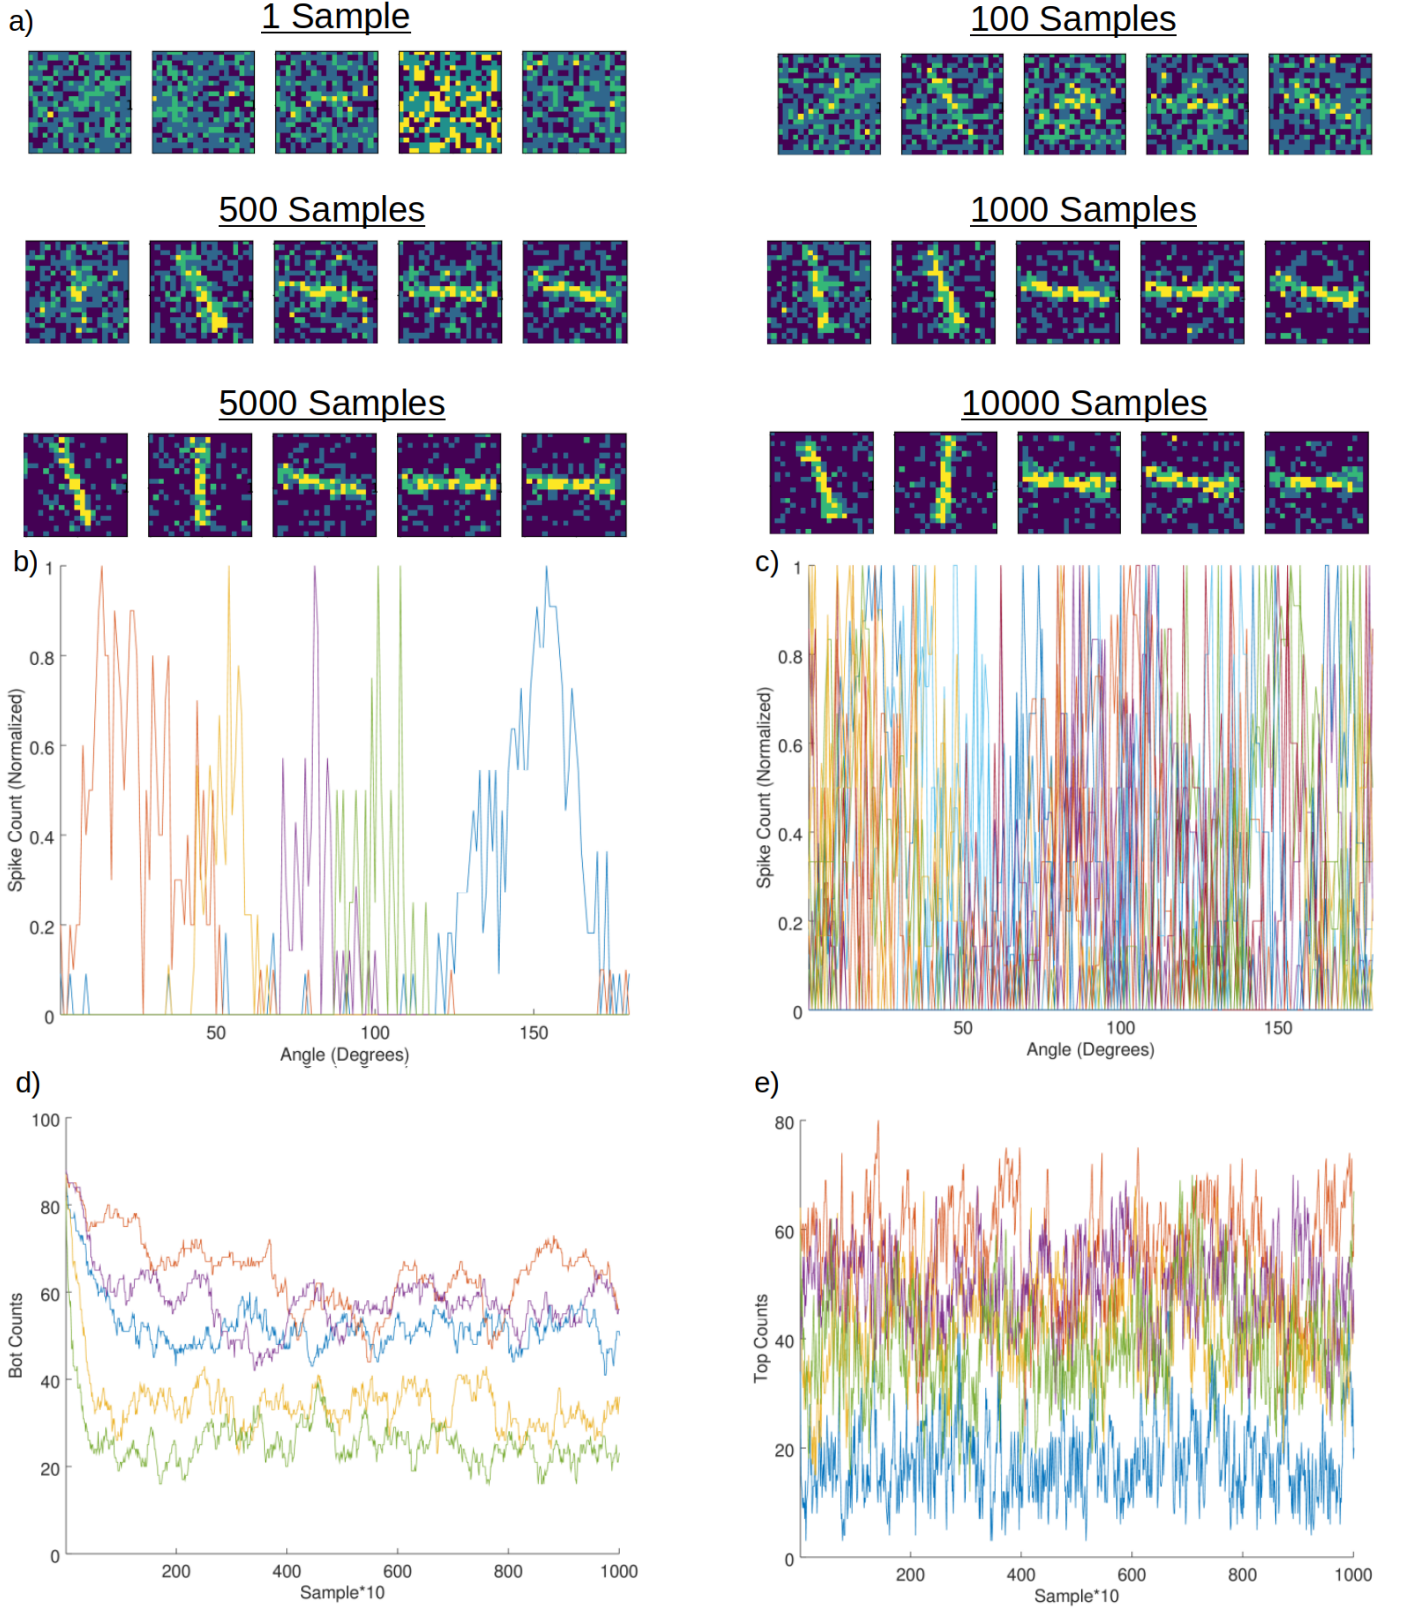 a)
1 Sample
100 Samples
500 Samples
1000 Samples
5000 Samples
10000 Samples
b)
1
0.8
0.6
0.4
0.2
0
50
100
150
Spike Count (Normalized)
Angle (Degrees)
c)
1
0.8
0.6
0.4
0.2
0
50
100
150
Spike Count (Normalized)
Angle (Degrees)
d)
100
80
60
40
20
0
200
400
600
800
1000
Bot Counts
Sample*10
e)
80
60
40
20
0
200
400
600
800
1000
Top Counts
Sample*10